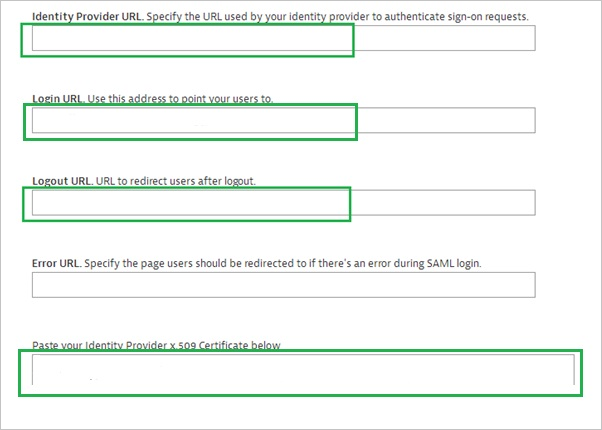 Identity Provider URL. Specify the URL used by your identity provider to authenticate sign-on requests.
Login URL. Use this address to point your users to.
Logout URL. URL to redirect users after logout.
Error URL. Specify the page users should be redirected to if there's an error during SAML login.
Paste your Identity Provider x.509 Certificate below